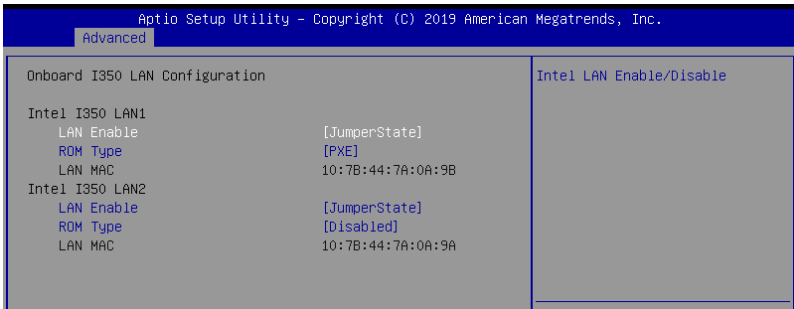 Aptio Setup Utility – Copyright (C) 2019 American Megatrends, Inc.
Advanced
Onboard I350 LAN Configuration
Intel LAN Enable/Disable
Intel I350 LAN1
LAN Enable [JumperState]
ROM Type [PXE]
LAN MAC 10:7B:44:7A:0A:9B
Intel I350 LAN2
LAN Enable [JumperState]
ROM Type [Disabled]
LAN MAC 10:7B:44:7A:0A:9A